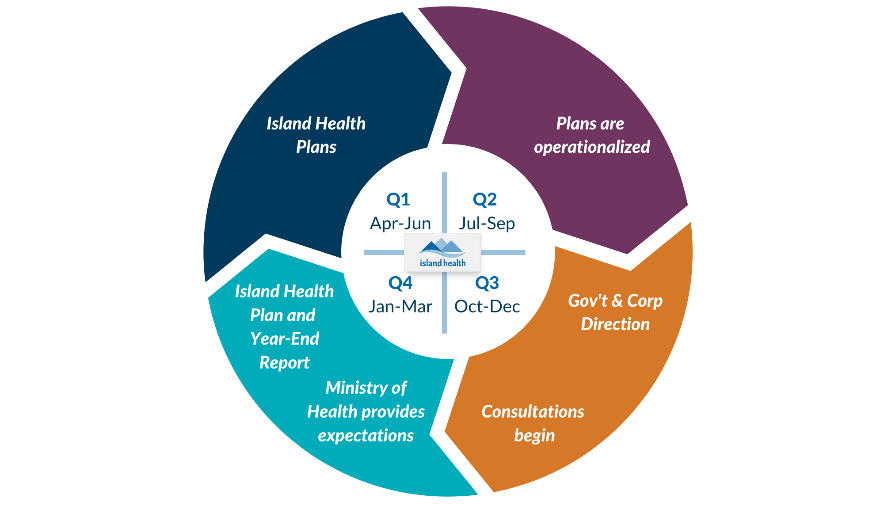 Island Health
Plans
Plans are
operationalized
Q1
Apr-Jun
Q2
Jul-Sep
island health
Q4
Jan-Mar
Q3
Oct-Dec
Gov't & Corp
Direction
Consultations
begin
Ministry of
Health provides
expectations
Island Health
Plan and
Year-End
Report